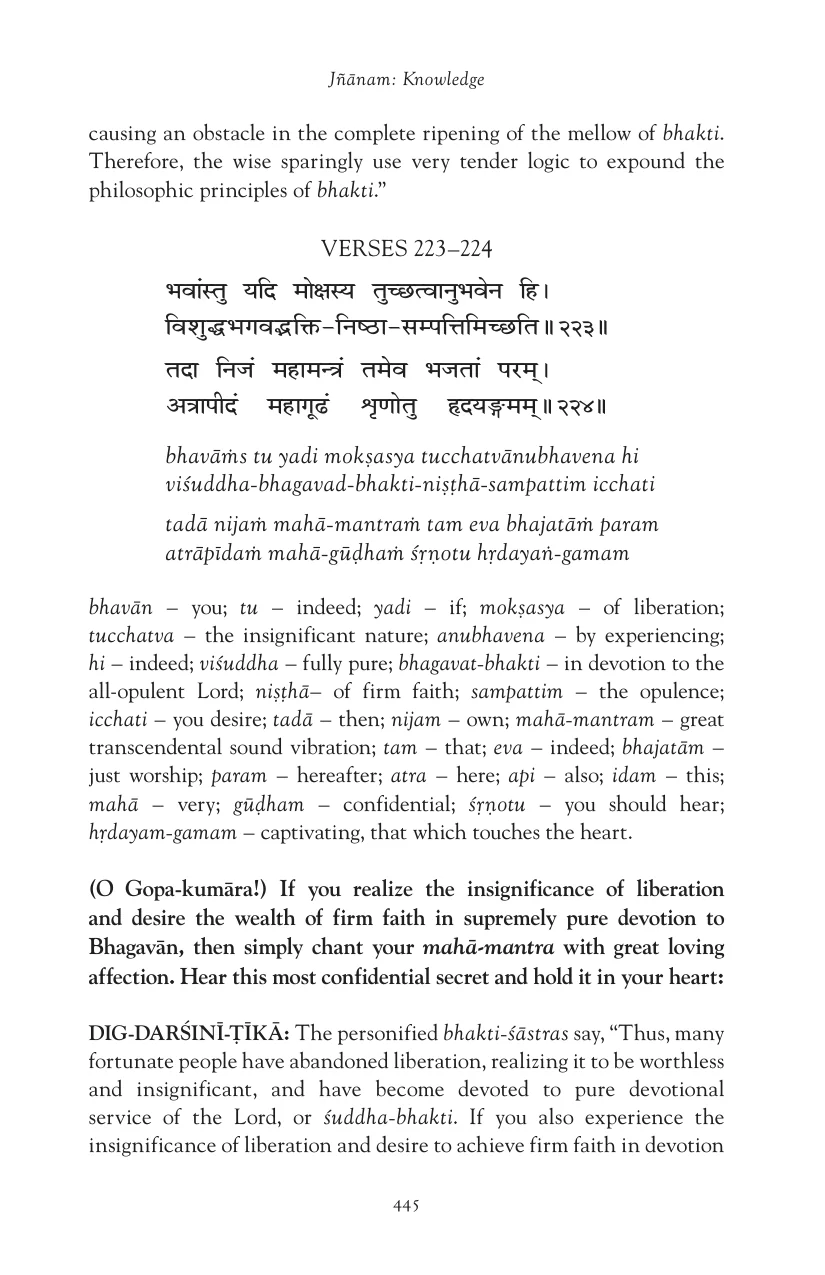 Jñānam: Knowledge
causing an obstacle in the complete ripening of the mellow of bhakti.
Therefore, the wise sparingly use very tender logic to expound the
philosophic principles of bhakti.”
VERSES 223–224
भवांस्तु यदि मोक्षस्य तुच्छत्वानुभवेन हि।
विशुद्धभगवद्भक्ति-निष्ठा-सम्पत्तिमिच्छति॥२२३॥
तदा निजं महामन्त्रं तमेव भजतां परम्।
अत्रापीदं महागूढं शृणोतु हृदयङ्गमम्॥२२४॥
bhavāṁs tu yadi mokṣasya tucchatvānubhavena hi
viśuddha-bhagavad-bhakti-niṣṭhā-sampattim icchati
tadā nijaṁ mahā-mantraṁ tam eva bhajatāṁ param
atrāpīdaṁ mahā-gūḍhaṁ śṛṇotu hṛdayaṅ-gamam
bhavān – you; tu – indeed; yadi – if; mokṣasya – of liberation;
tucchatva – the insignificant nature; anubhavena – by experiencing;
hi – indeed; viśuddha – fully pure; bhagavat-bhakti – in devotion to the
all-opulent Lord; niṣṭhā– of firm faith; sampattim – the opulence;
icchati – you desire; tadā – then; nijam – own; mahā-mantram – great
transcendental sound vibration; tam – that; eva – indeed; bhajatām –
just worship; param – hereafter; atra – here; api – also; idam – this;
mahā – very; gūḍham – confidential; śṛṇotu – you should hear;
hṛdayam-gamam – captivating, that which touches the heart.
(O Gopa-kumāra!) If you realize the insignificance of liberation
and desire the wealth of firm faith in supremely pure devotion to
Bhagavān, then simply chant your mahā-mantra with great loving
affection. Hear this most confidential secret and hold it in your heart:
DIG-DARŚINĪ-ṬĪKĀ: The personified bhakti-śāstras say, “Thus, many
fortunate people have abandoned liberation, realizing it to be worthless
and insignificant, and have become devoted to pure devotional
service of the Lord, or śuddha-bhakti. If you also experience the
insignificance of liberation and desire to achieve firm faith in devotion
445